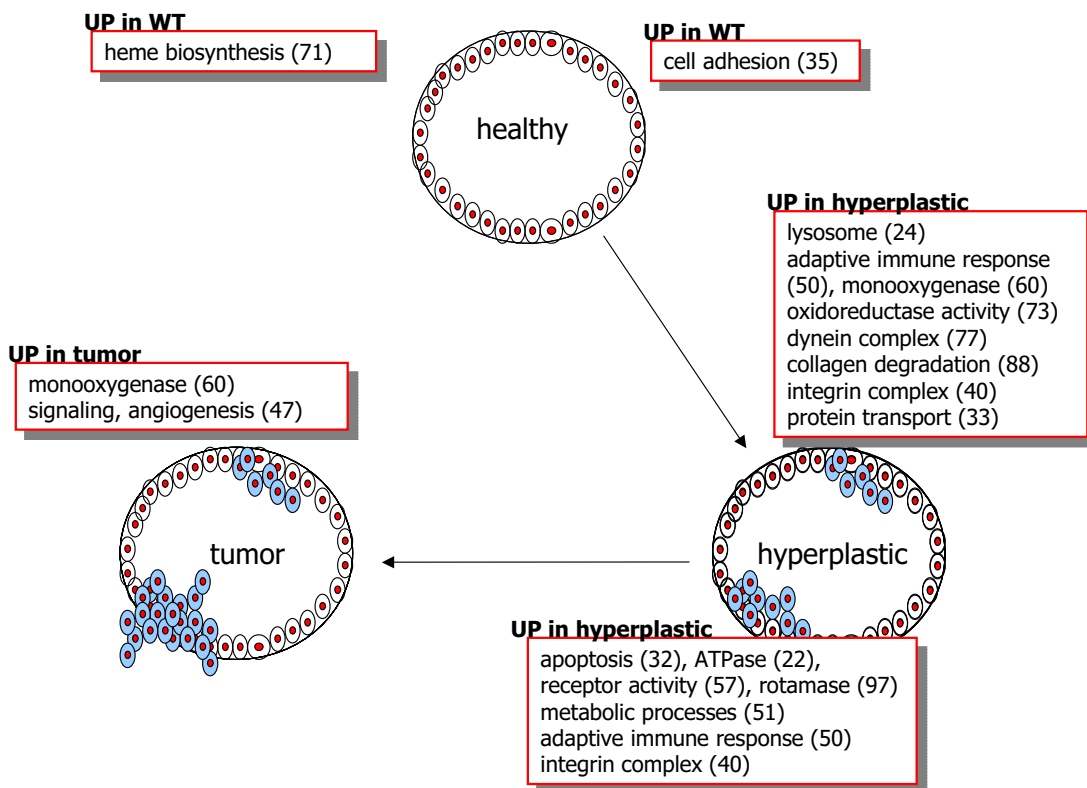 UP in WT
heme biosynthesis (71)
UP in WT
cell adhesion (35)
healthy
UP in hyperplastic
lysosome (24)
adaptive immune response
(50), monooxygenase (60)
oxidoreductase activity (73)
dynein complex (77)
collagen degradation (88)
integrin complex (40)
protein transport (33)
UP in tumor
monooxygenase (60)
signaling, angiogenesis (47)
tumor
hyperplastic
UP in hyperplastic
apoptosis (32), ATPase (22),
receptor activity (57), rotamase (97)
metabolic processes (51)
adaptive immune response (50)
integrin complex (40)